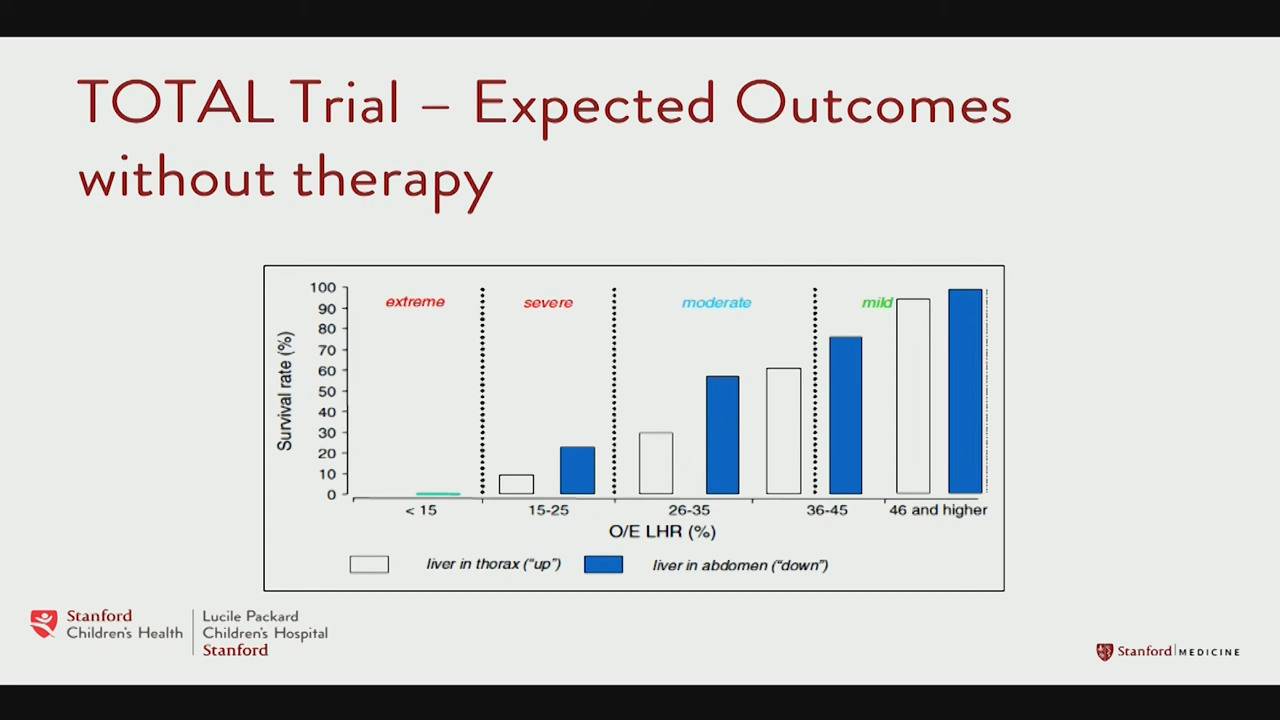 TOTAL Trial – Expected Outcomes
without therapy
extreme severe moderate mild
Survival rate (%)
100
90
80
70
60
50
40
30
20
10
0
< 15 15-25 26-35 36-45 46 and higher
O/E LHR (%)
liver in thorax (“up”) liver in abdomen (“down”)
Stanford
Children's Health
Lucile Packard
Children's Hospital
Stanford
Stanford MEDICINE